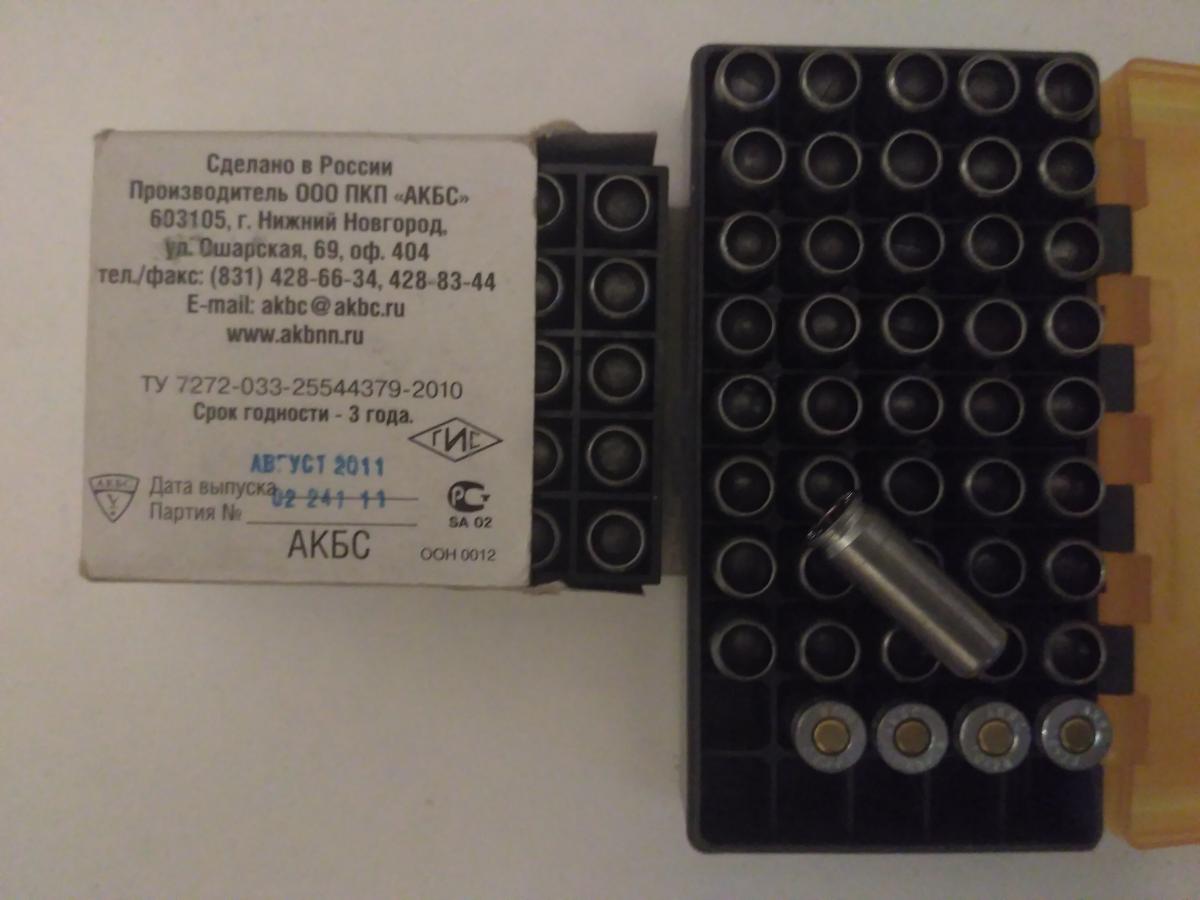 Сделано в России
Производитель ООО ПКП «АКБС»
603105, г. Нижний Новгород,
ул. Ошарская, 69, оф. 404
тел./факс: (831) 428-66-34, 428-83-44
E-mail: akbc@akbc.ru
www.akbnn.ru
ТУ 7272-033-25544379-2010
Срок годности - 3 года.
ГИС
АВГУСТ 2011
Дата выпуска
02 241 11
Партия №
АКБС
У
РС
SA 02
АКБС
ООН 0012